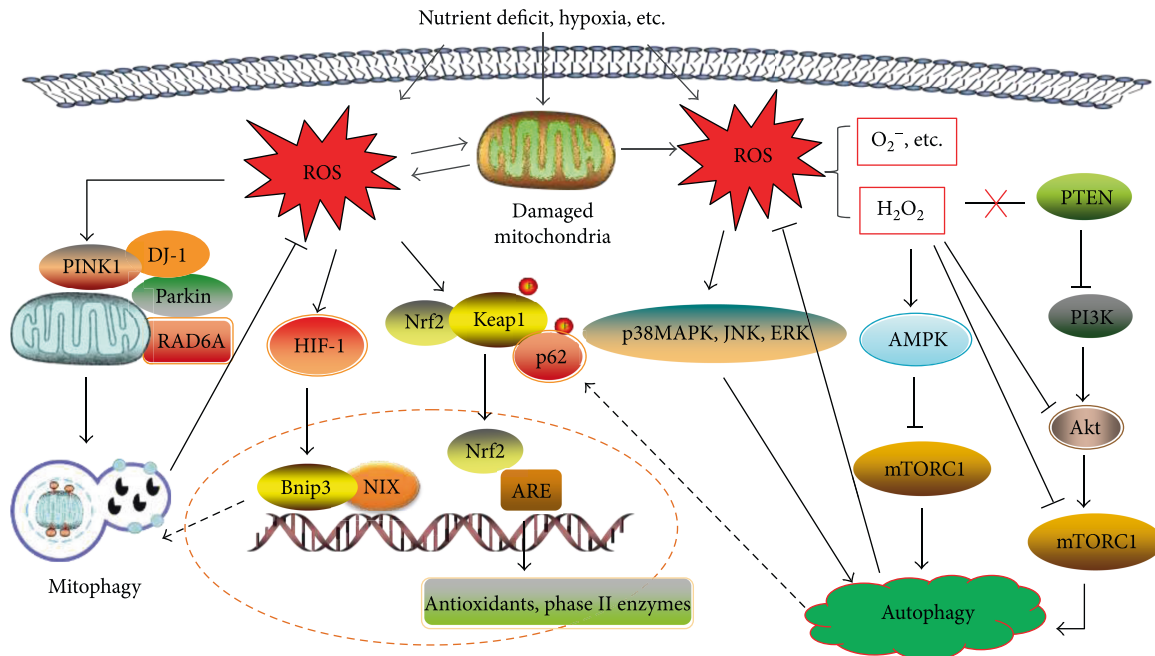 Nutrient deficit, hypoxia, etc.
ROS
Damaged
mitochondria
ROS
O₂⁻, etc.
H₂O₂
PTEN
PINK1
DJ-1
Parkin
RAD6A
HIF-1
Nrf2
Keap1
p62
p38MAPK, JNK, ERK
AMPK
PI3K
Akt
Mitophagy
Bnip3
NIX
Nrf2
ARE
mTORC1
mTORC1
Antioxidants, phase II enzymes
Autophagy